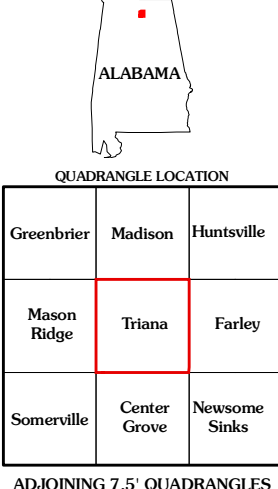 ALABAMA
QUADRANGLE LOCATION
Greenbrier Madison Huntsville
Mason Ridge Triana Farley
Somerville Center Grove Newsome Sinks
ADJOINING 7.5' QUADRANGLES